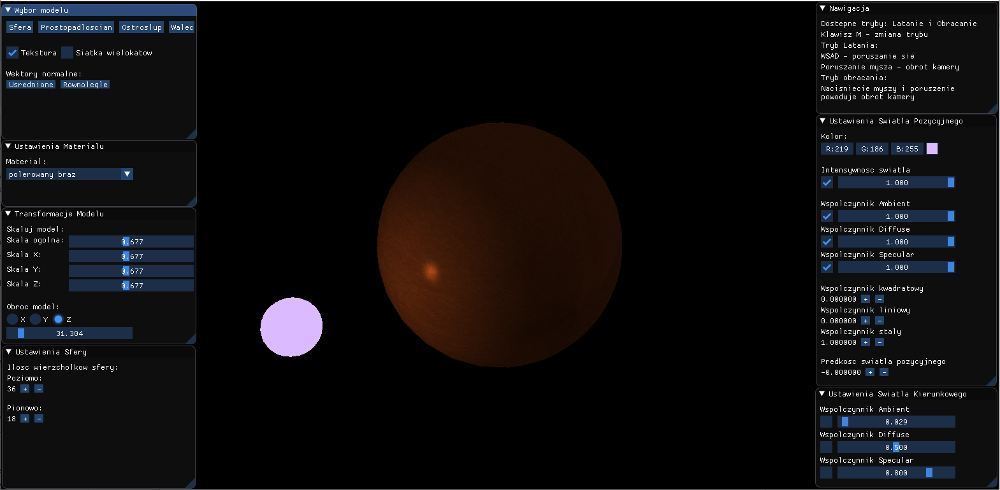 Wybor modelu
Sfera Prostopadloscian Ostroslup Walec
Tekstura Siatka wielokatow
Wektory normalne:
Usrednione Rownolegle
Ustawienia Materialu
Material:
polerowany braz
Transformacje Modelu
Skaluj model:
Skala ogolna: 0.677
Skala X: 0.677
Skala Y: 0.677
Skala Z: 0.677
Obroc model:
X Y Z
31.304
Ustawienia Sfery
Ilosc wierzcholkow sfery:
Poziomo:
36 + -
Pionowo:
18 + -
Nawigacja
Dostepne tryby: Latanie i Obracanie
Klawisz M - zmiana trybu
Tryb Latania:
WSAD - poruszanie sie
Poruszanie mysza - obrot kamery
Tryb obracania:
Nacisniecie myszy i poruszenie
powoduje obrot kamery
Ustawienia Swiatla Pozycyjnego
Kolor:
R:219 G:186 B:255
Intensywnosc swiatla
1.000
Wspolczynnik Ambient
1.000
Wspolczynnik Diffuse
1.000
Wspolczynnik Specular
1.000
Wspolczynnik kwadratowy
0.000000 + -
Wspolczynnik liniowy
0.000000 + -
Wspolczynnik staly
1.000000 + -
Predkosc swiatla pozycyjnego
-0.000000 + -
Ustawienia Swiatla Kierunkowego
Wspolczynnik Ambient
0.029
Wspolczynnik Diffuse
0.500
Wspolczynnik Specular
0.800